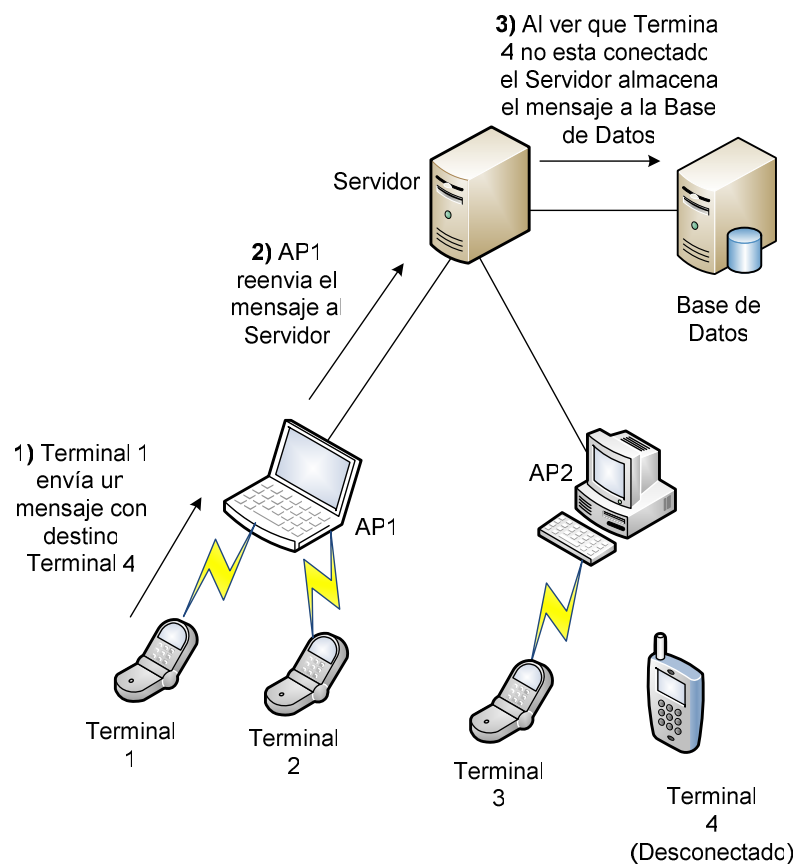 3) Al ver que Termina
4 no esta conectado
el Servidor almacena
el mensaje a la Base
de Datos
Servidor
2) AP1
reenvia el
mensaje al
Servidor
Base de
Datos
1) Terminal 1
envía un
mensaje con
destino
Terminal 4
AP1
AP2
Terminal
1
Terminal
2
Terminal
3
Terminal
4
(Desconectado)